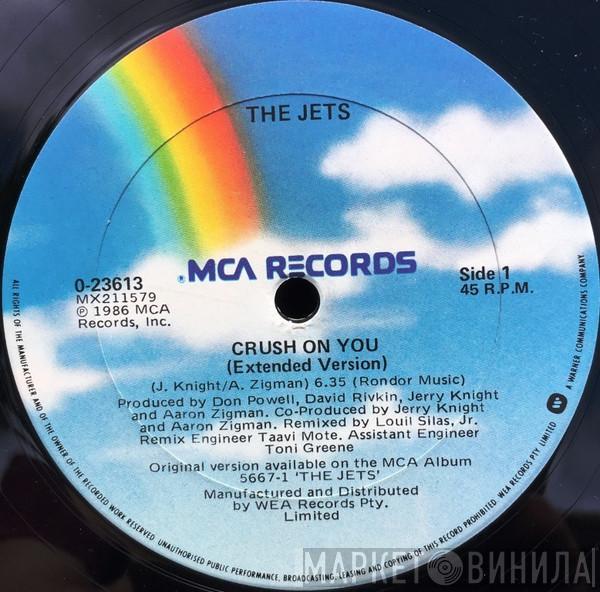 THE JETS
MCA RECORDS
®
0-23613
MX211579
℗ 1986 MCA
Records, Inc.
Side 1
45 R.P.M.
CRUSH ON YOU
(Extended Version)
(J. Knight/A. Zigman) 6.35 (Rondor Music)
Produced by Don Powell, David Rivkin, Jerry Knight
and Aaron Zigman. Co-Produced by Jerry Knight
and Aaron Zigman. Remixed by Louil Silas, Jr.
Remix Engineer Taavi Mote. Assistant Engineer
Toni Greene
Original version available on the MCA Album
5667-1 'THE JETS'
Manufactured and Distributed
by WEA Records Pty.
Limited
ALL RIGHTS OF THE MANUFACTURER AND OF THE OWNER OF THE RECORDED WORK RESERVED. UNAUTHORISED PUBLIC PERFORMANCE, BROADCASTING, LEASING AND COPYING OF THIS RECORD PROHIBITED. WEA RECORDS PTY. LIMITED
A WARNER COMMUNICATIONS COMPANY.
МАРКЕТ ВИНИЛА